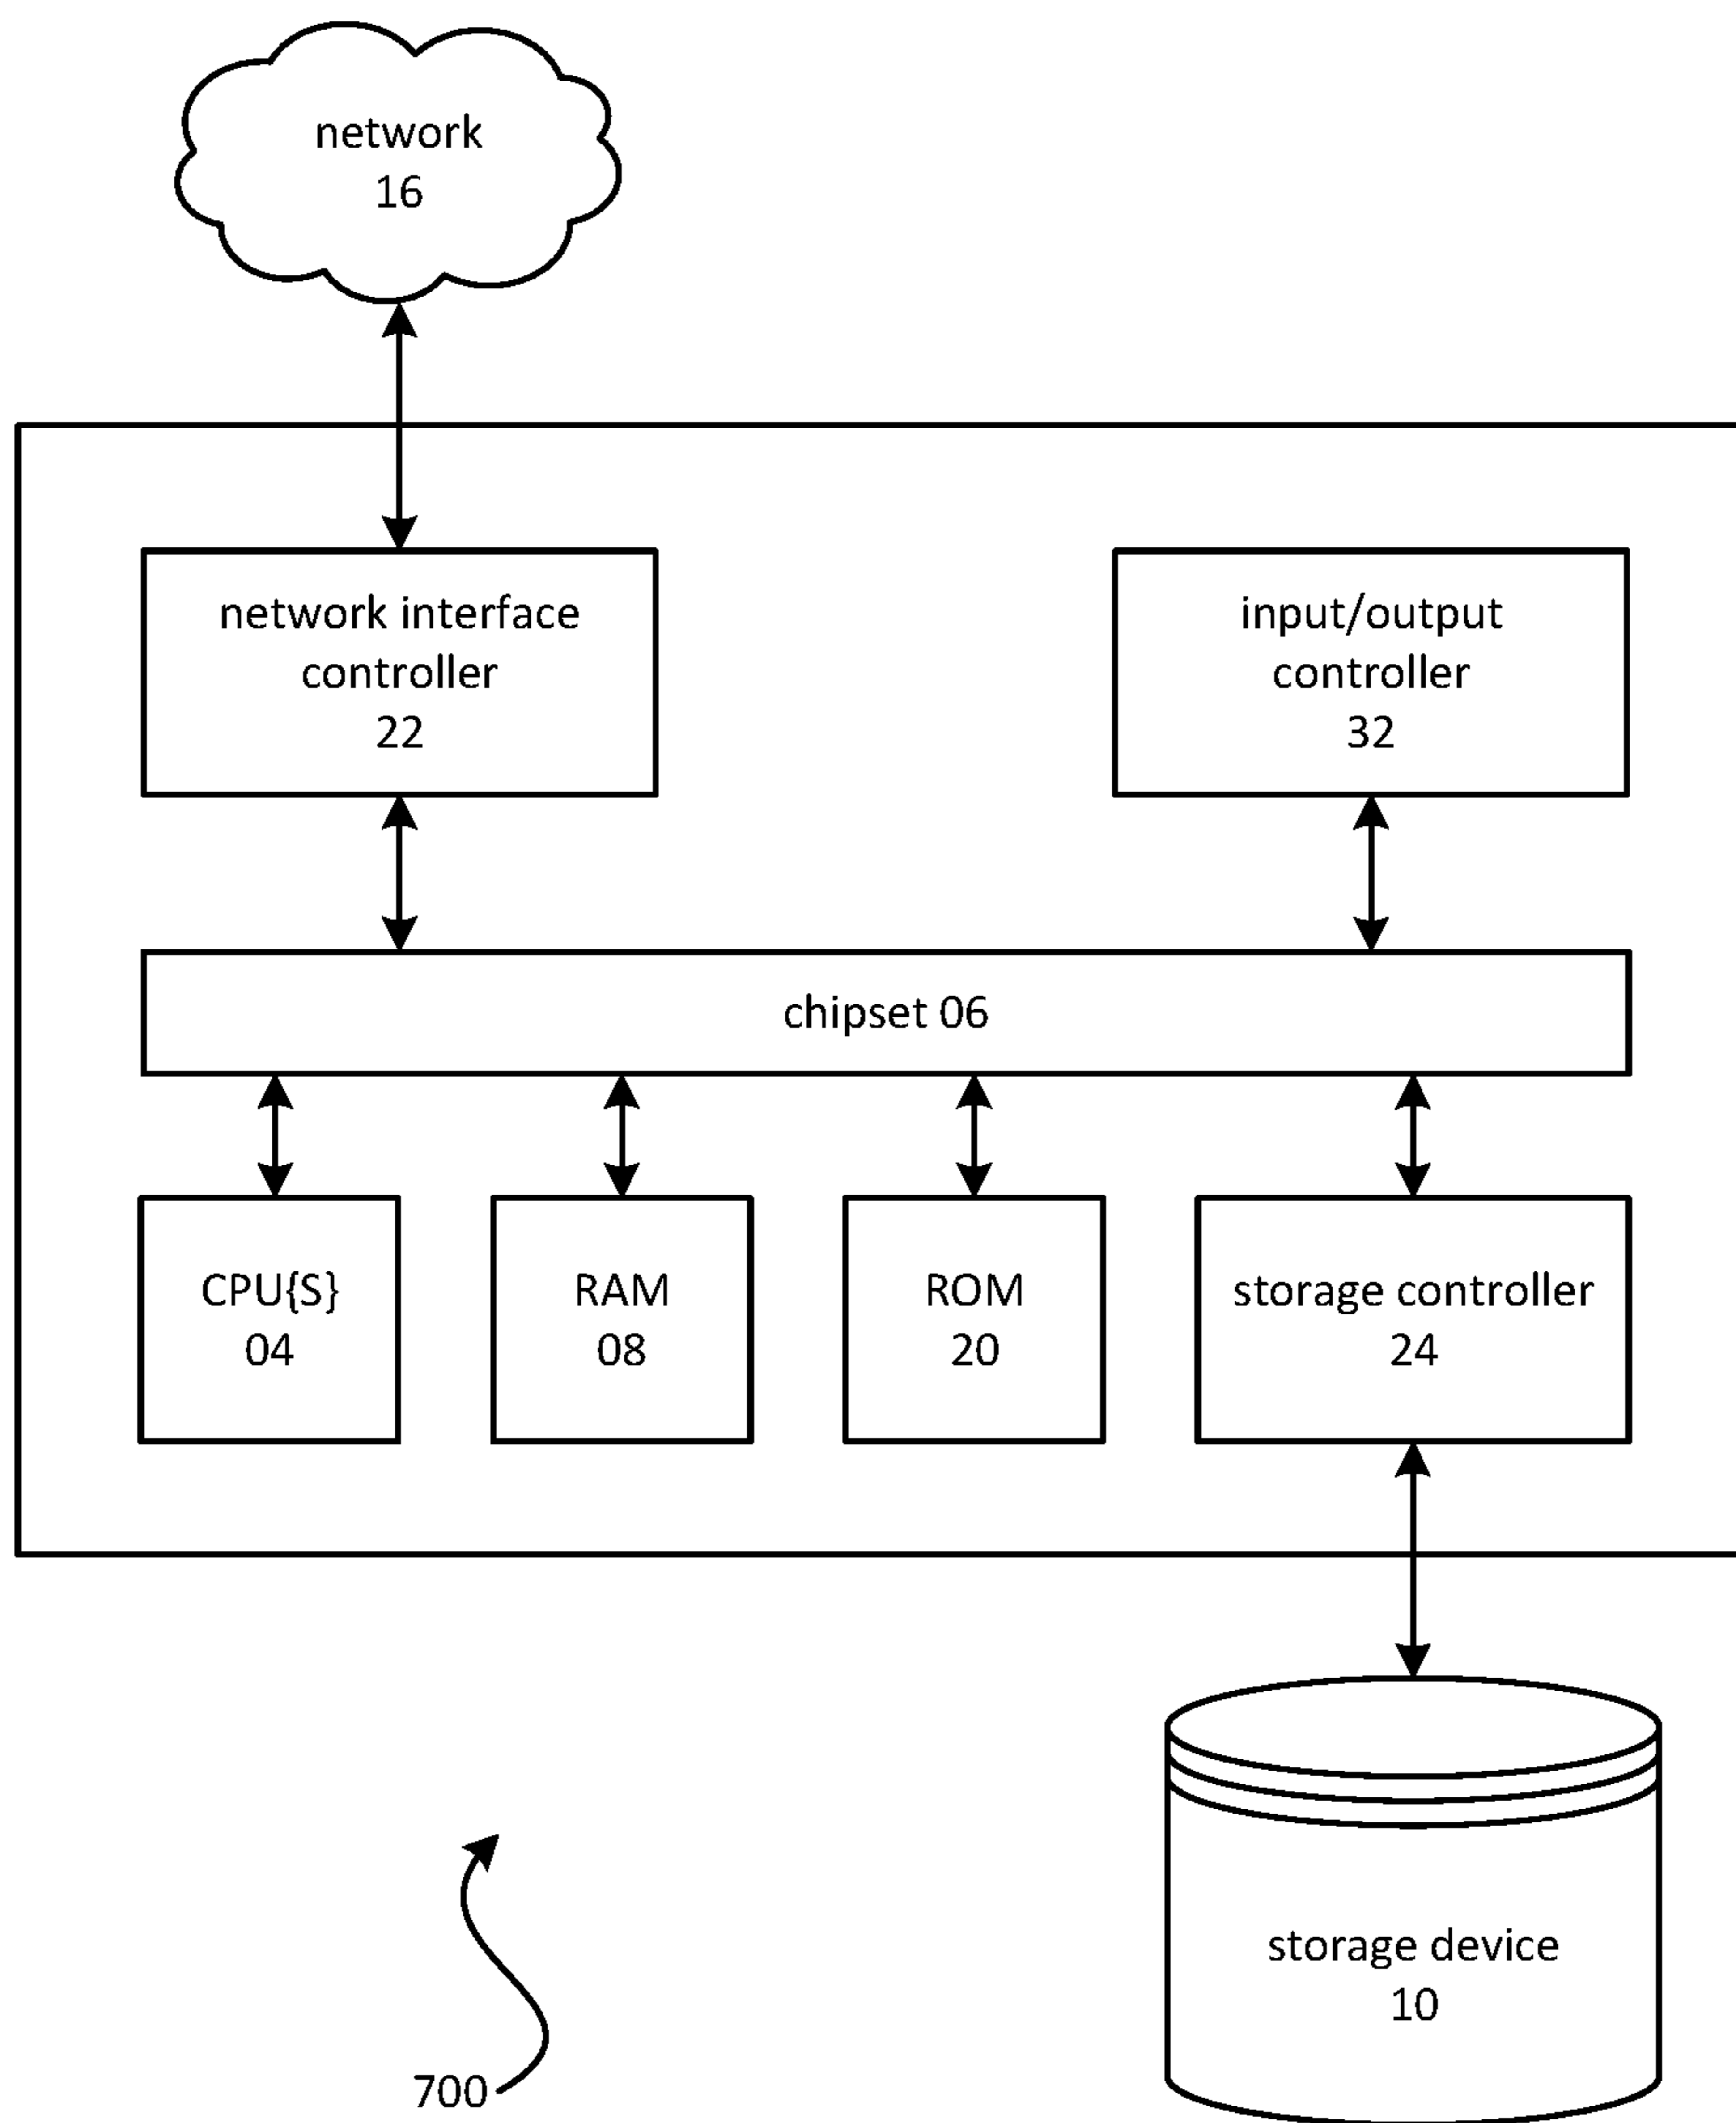 network
16
network interface
controller
22
input/output
controller
32
chipset 06
CPU{S}
04
RAM
08
ROM
20
storage controller
24
storage device
10
700